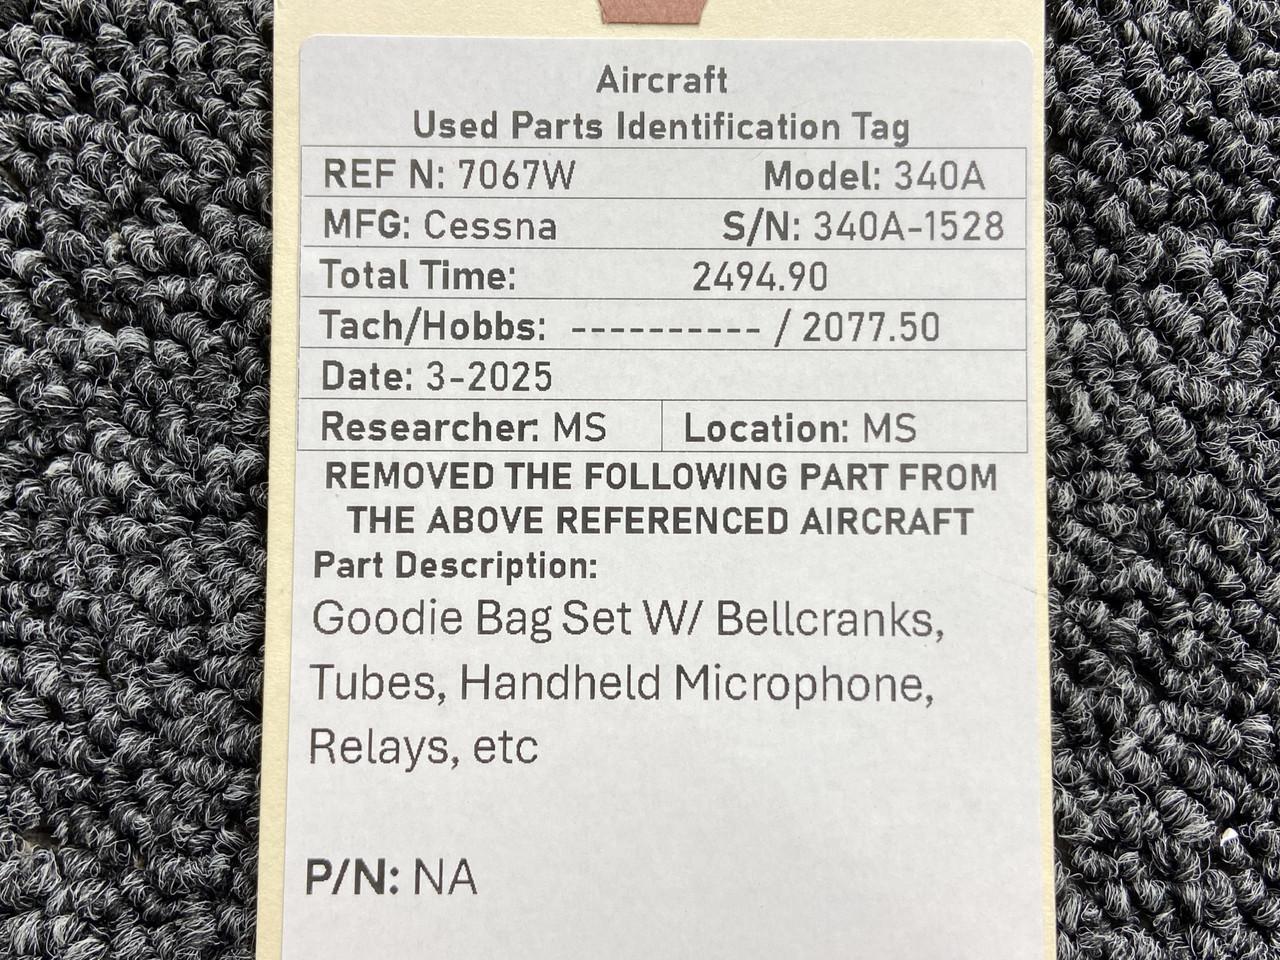 Aircraft
Used Parts Identification Tag
REF N: 7067W Model: 340A
MFG: Cessna S/N: 340A-1528
Total Time: 2494.90
Tach/Hobbs: ---------- / 2077.50
Date: 3-2025
Researcher: MS Location: MS
REMOVED THE FOLLOWING PART FROM
THE ABOVE REFERENCED AIRCRAFT
Part Description:
Goodie Bag Set W/ Bellcranks,
Tubes, Handheld Microphone,
Relays, etc
P/N: NA